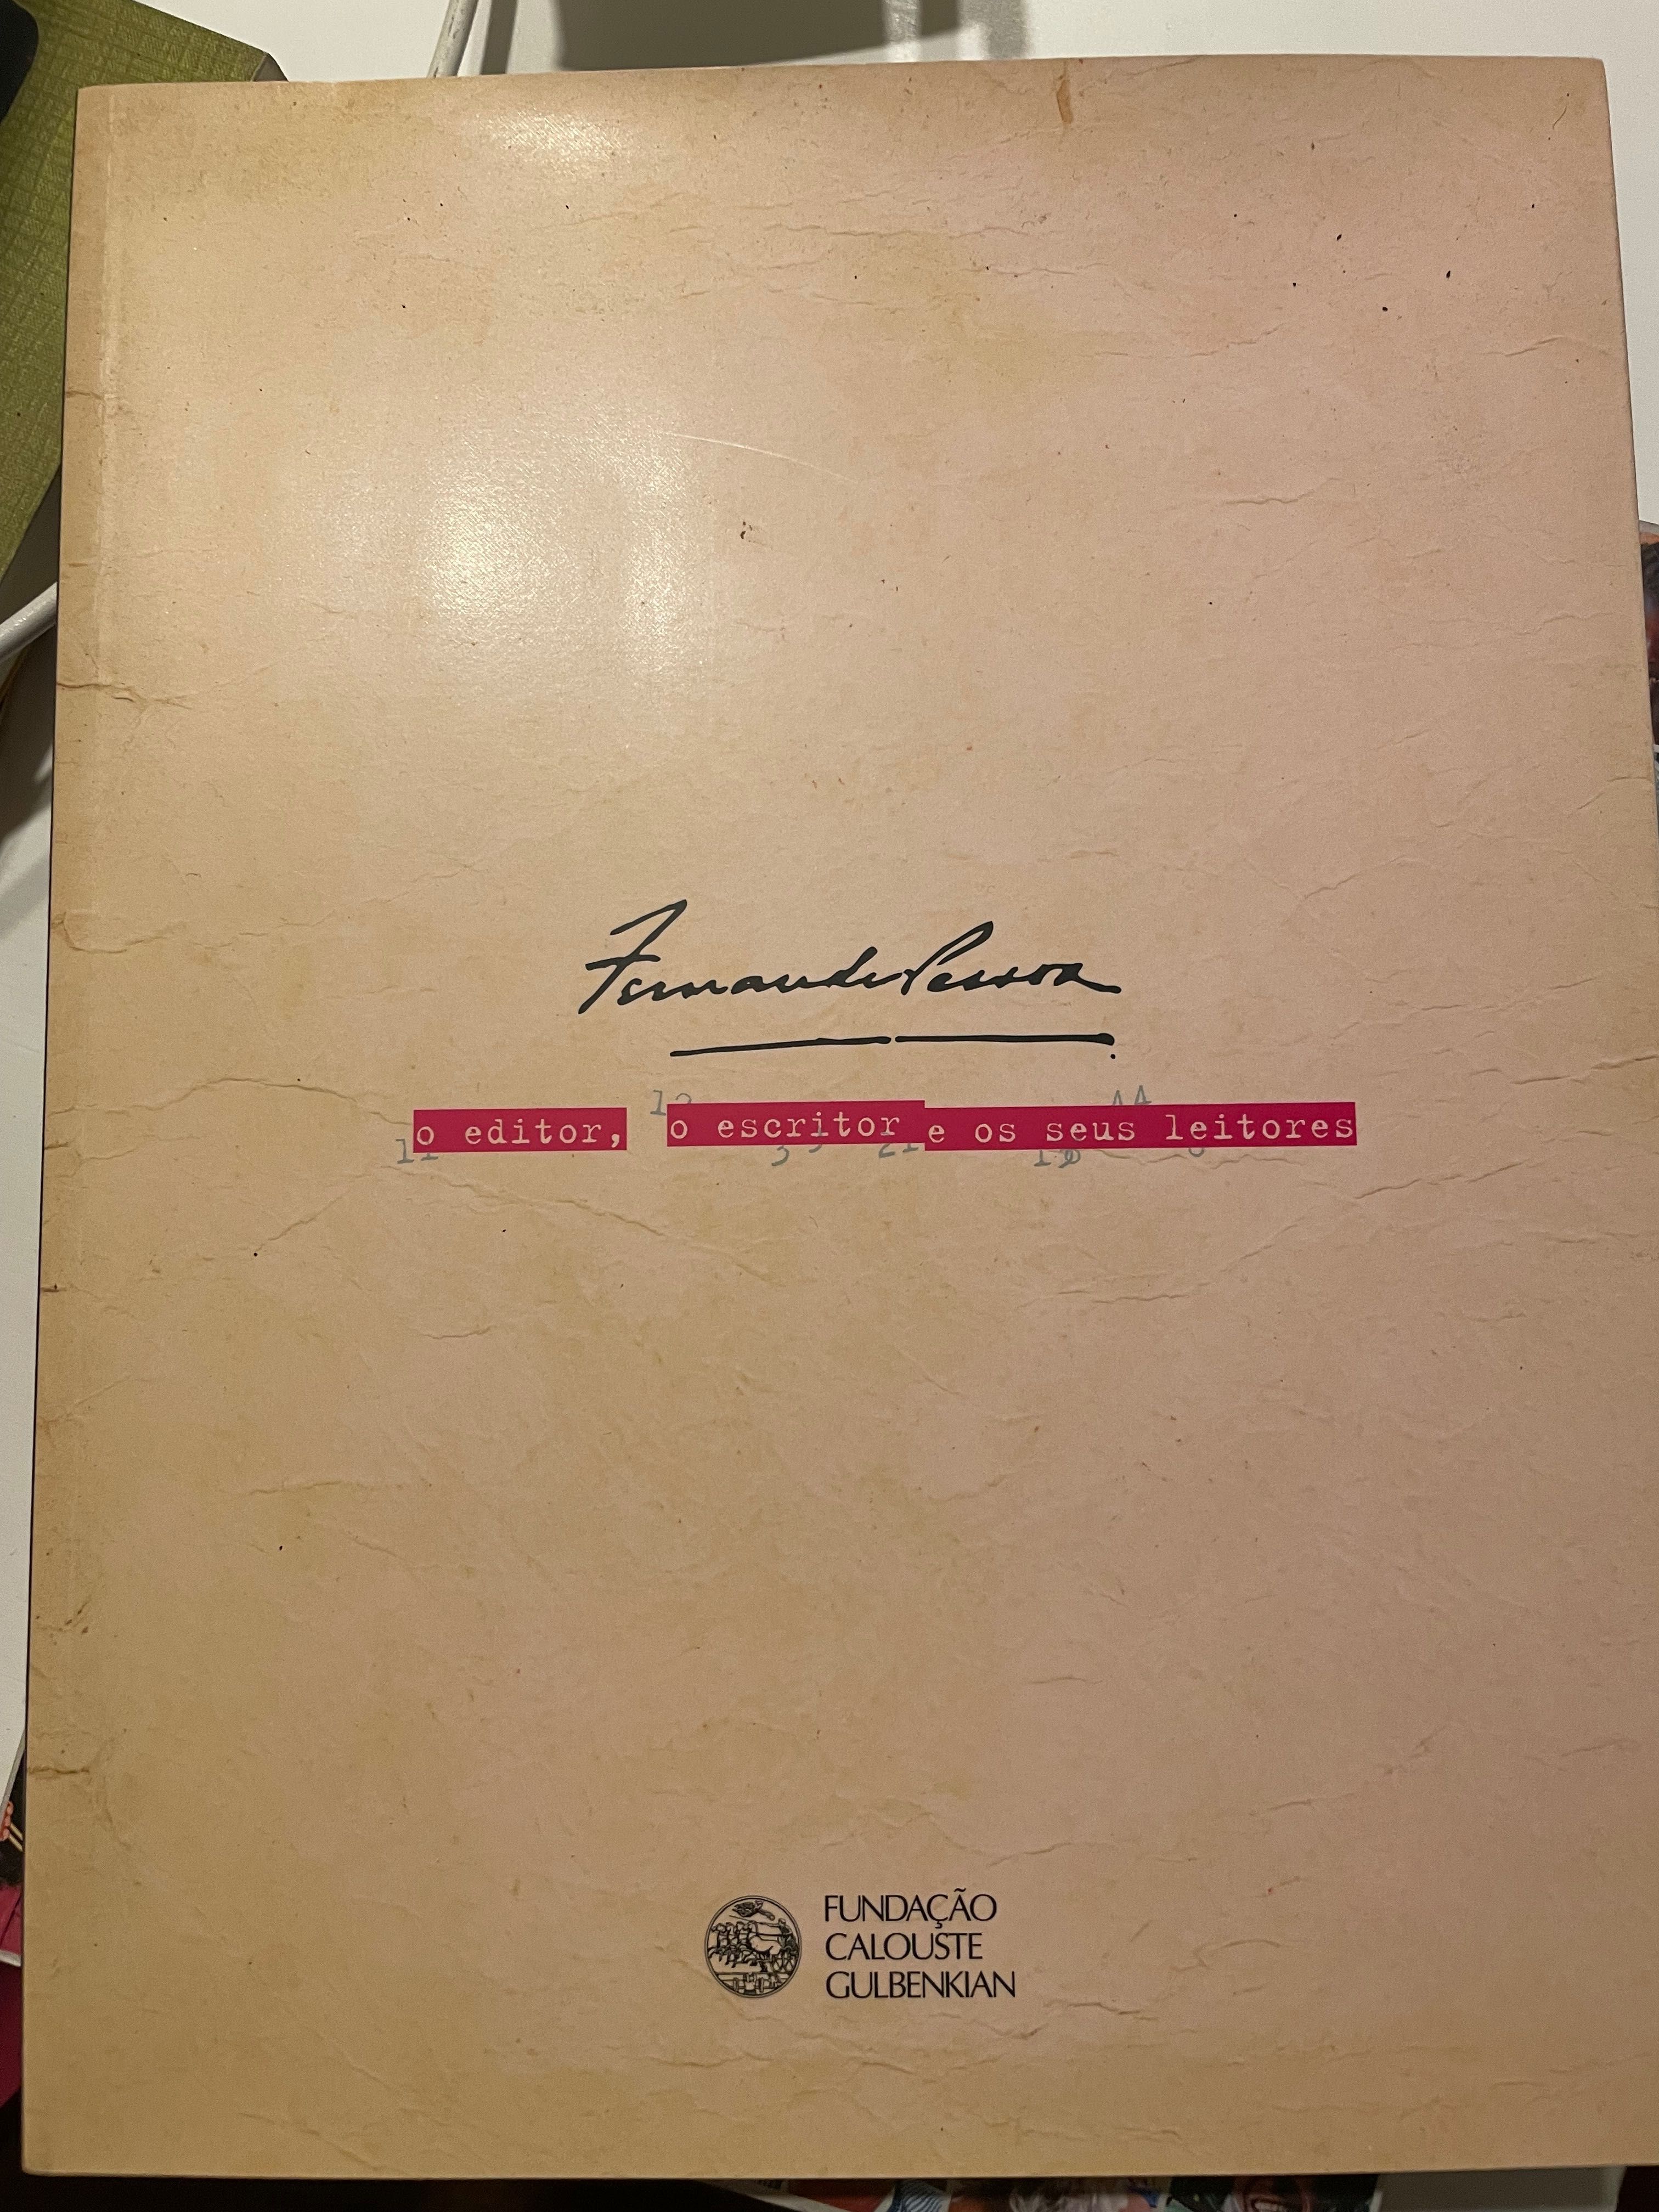 Fernando Pessoa
o editor, o escritor e os seus leitores
FUNDAÇÃO
CALOUSTE
GULBENKIAN